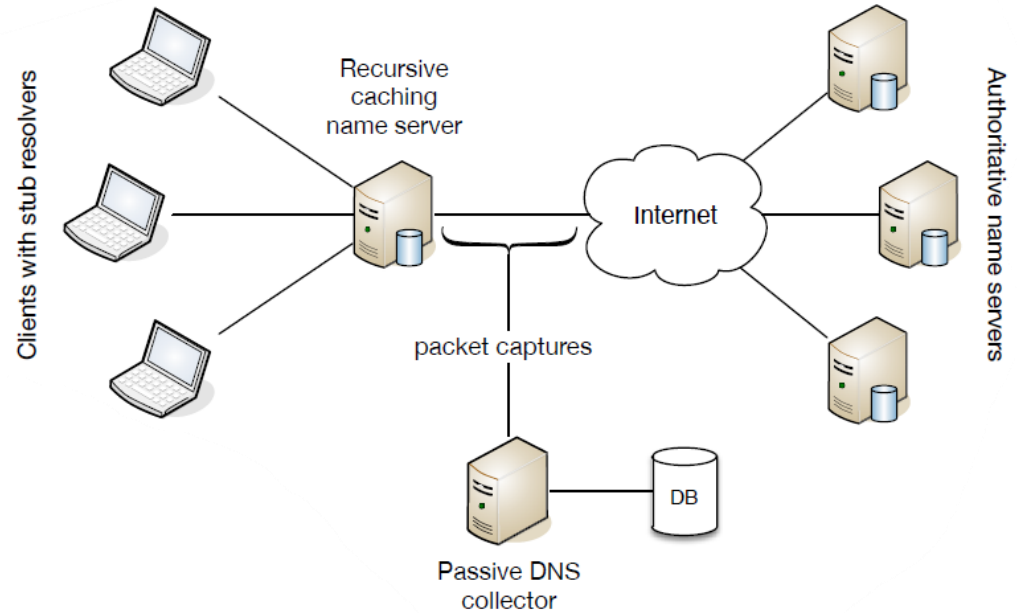 Clients with stub resolvers
Recursive
caching
name server
Internet
Authoritative name servers
packet captures
DB
Passive DNS
collector